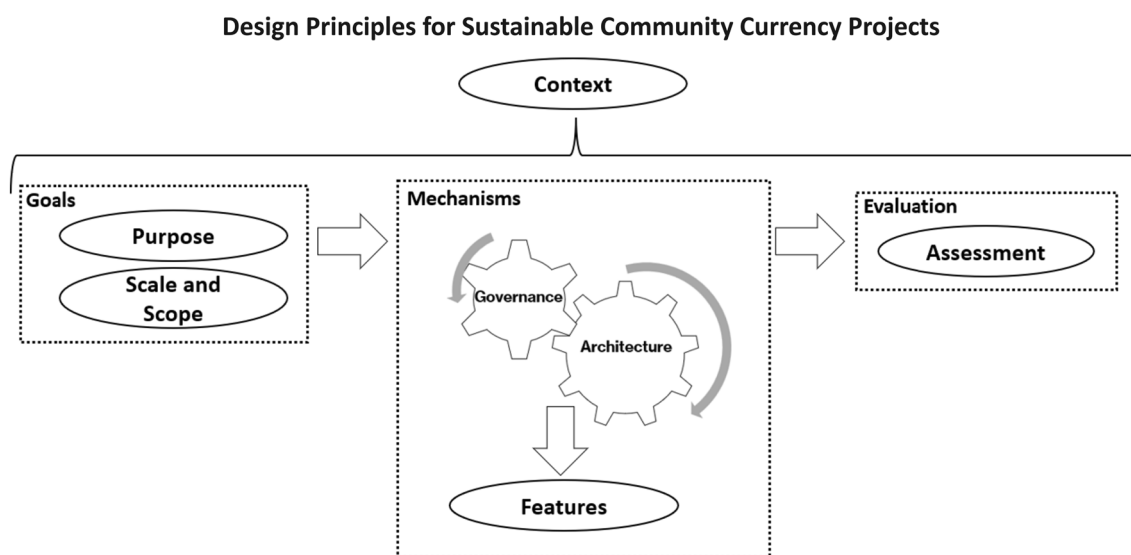 Design Principles for Sustainable Community Currency Projects
Context
Goals
Purpose
Scale and
Scope
Mechanisms
Governance
Architecture
Features
Evaluation
Assessment